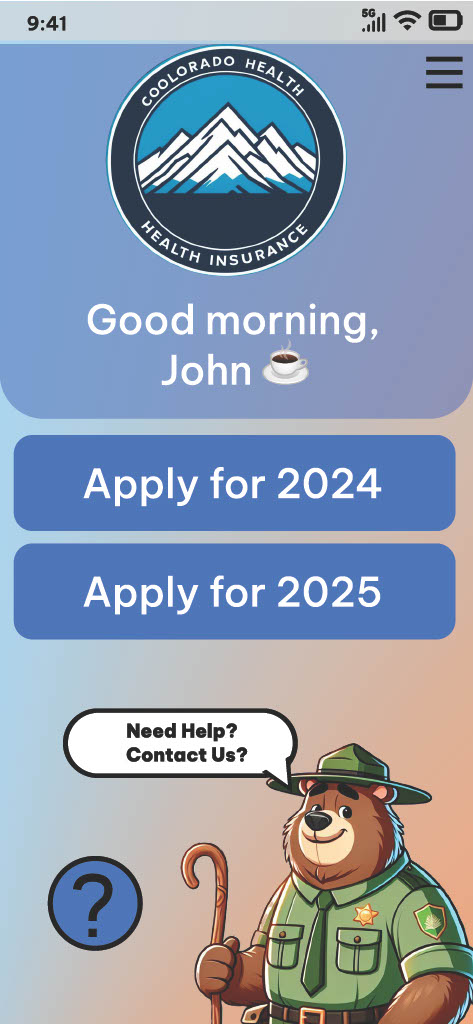 9:41
5G
COOLORADO HEALTH
HEALTH INSURANCE
Good morning,
John ☕
Apply for 2024
Apply for 2025
Need Help?
Contact Us?
?